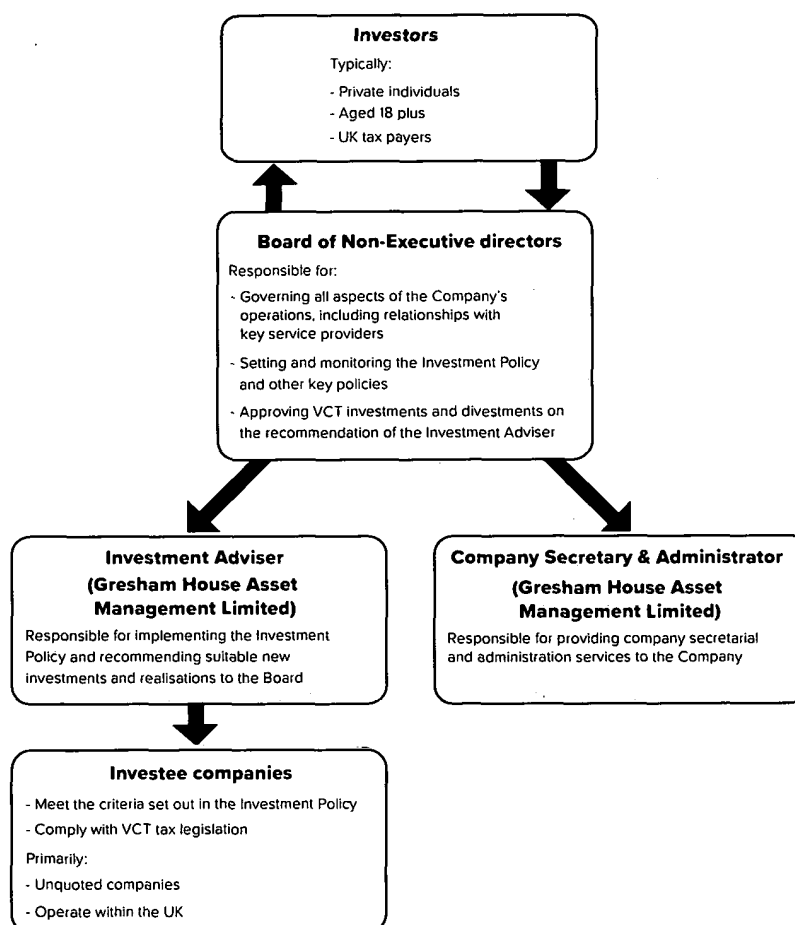 Investors
Typically:
- Private individuals
- Aged 18 plus
- UK tax payers
Board of Non-Executive directors
Responsible for:
- Governing all aspects of the Company's
operations, including relationships with
key service providers
- Setting and monitoring the Investment Policy
and other key policies
- Approving VCT investments and divestments on
the recommendation of the Investment Adviser
Investment Adviser
(Gresham House Asset
Management Limited)
Responsible for implementing the Investment
Policy and recommending suitable new
investments and realisations to the Board
Company Secretary & Administrator
(Gresham House Asset
Management Limited)
Responsible for providing company secretarial
and administration services to the Company
Investee companies
- Meet the criteria set out in the Investment Policy
- Comply with VCT tax legislation
Primarily:
- Unquoted companies
- Operate within the UK